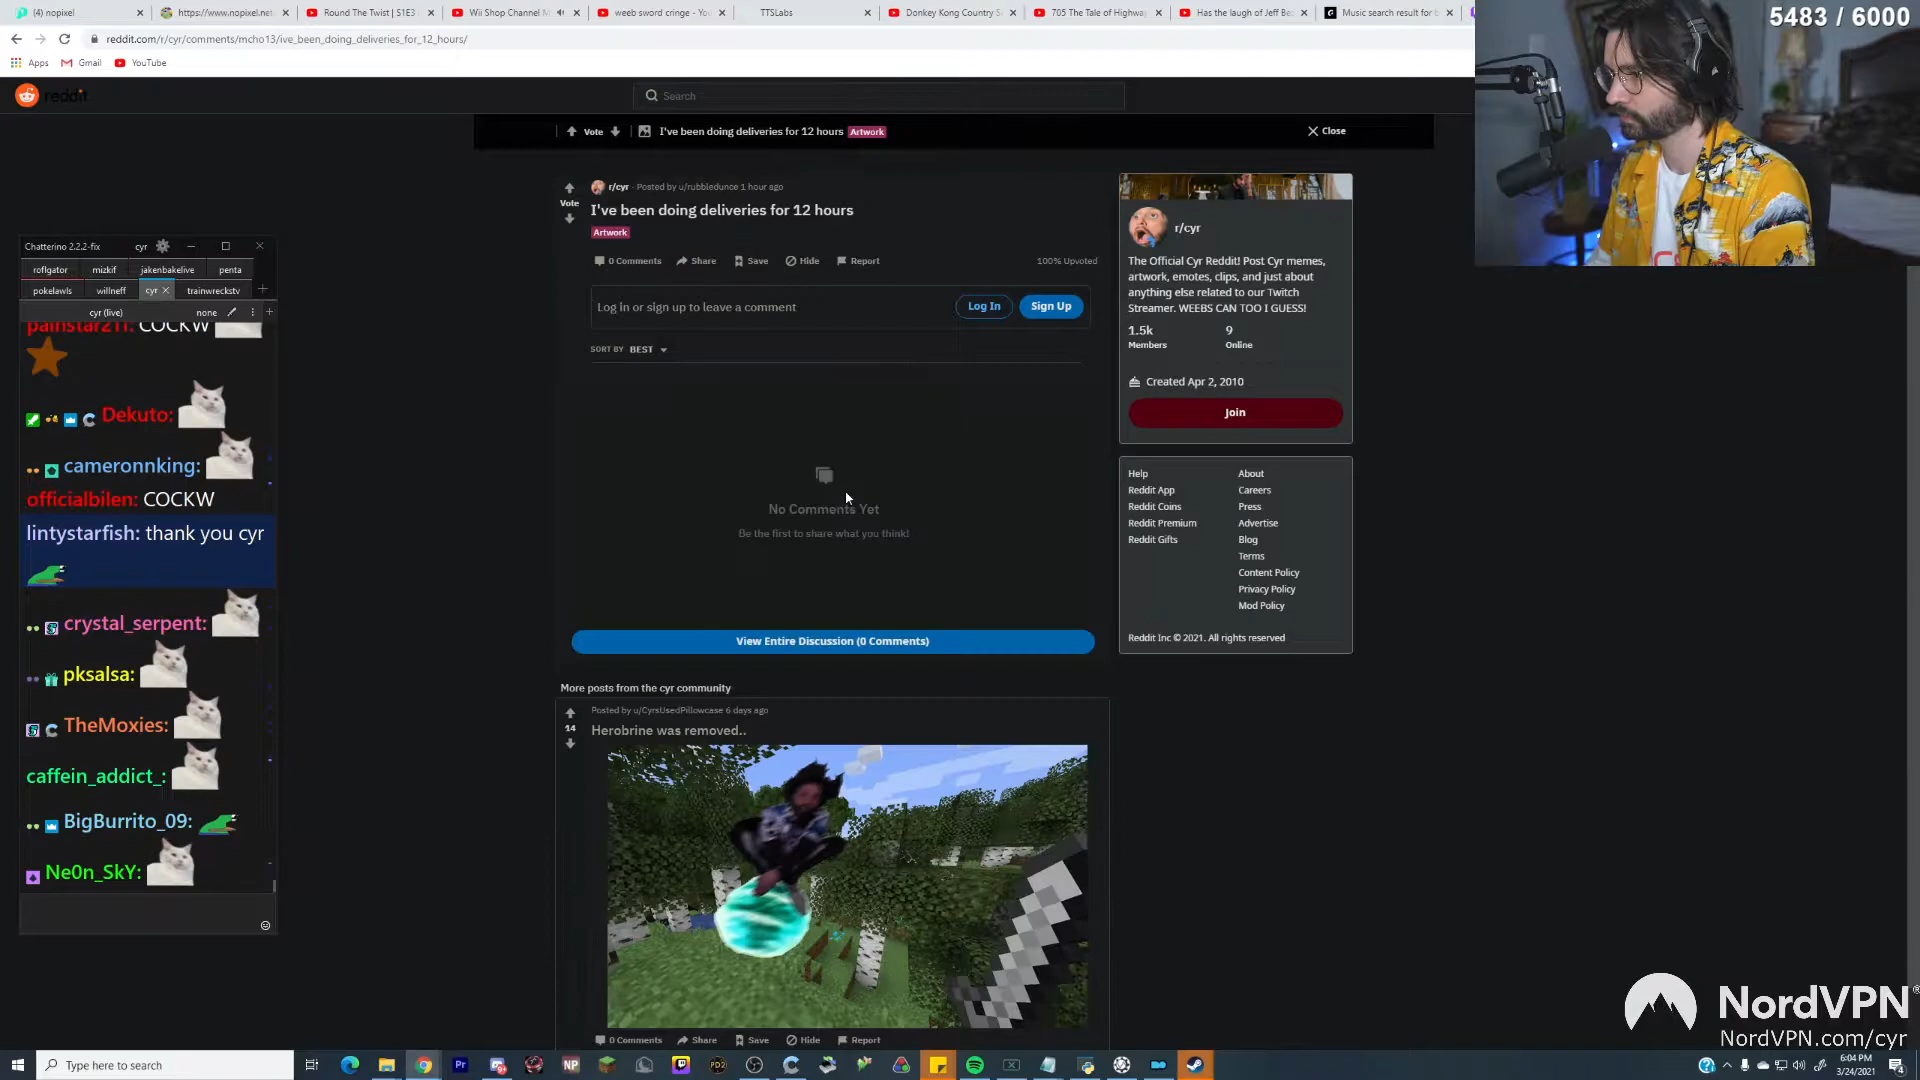 (4) nopixel
https://www.nopixel.net
Round The Twist | S1E3
Wii Shop Channel M
weeb sword cringe - Yo
TTSLabs
Donkey Kong Country S
705 The Tale of Highway
Has the laugh of Jeff Be
Music search result for b
5483 / 6000
reddit.com/r/cyr/comments/mcho13/ive_been_doing_deliveries_for_12_hours/
Apps
Gmail
YouTube
reddit
Search
Vote
I've been doing deliveries for 12 hours
Artwork
Close
r/cyr · Posted by u/rubbledunce 1 hour ago
Vote
I've been doing deliveries for 12 hours
Artwork
0 Comments
Share
Save
Hide
Report
100% Upvoted
Log in or sign up to leave a comment
Log In
Sign Up
SORT BY BEST
No Comments Yet
Be the first to share what you think!
View Entire Discussion (0 Comments)
More posts from the cyr community
Posted by u/CyrsUsedPillowcase 6 days ago
14
Herobrine was removed..
0 Comments
Share
Save
Hide
Report
r/cyr
The Official Cyr Reddit! Post Cyr memes,
artwork, emotes, clips, and just about
anything else related to our Twitch
Streamer. WEEBS CAN TOO I GUESS!
1.5k
Members
9
Online
Created Apr 2, 2010
Join
Help
Reddit App
Reddit Coins
Reddit Premium
Reddit Gifts
About
Careers
Press
Advertise
Blog
Terms
Content Policy
Privacy Policy
Mod Policy
Reddit Inc © 2021. All rights reserved
Chatterino 2.2.2-fix
cyr
roflgator
mizkif
jakenbakelive
penta
pokelawls
willneff
cyr
trainwreckstv
cyr (live)
none
painstar211: COCKW
Dekuto:
cameronnking:
officialbilen: COCKW
lintystarfish: thank you cyr
crystal_serpent:
pksalsa:
TheMoxies:
caffein_addict_:
BigBurrito_09:
Ne0n_SkY:
NordVPN®
NordVPN.com/cyr
Type here to search
Pr
NP
PD2
6:04 PM
3/24/2021
4